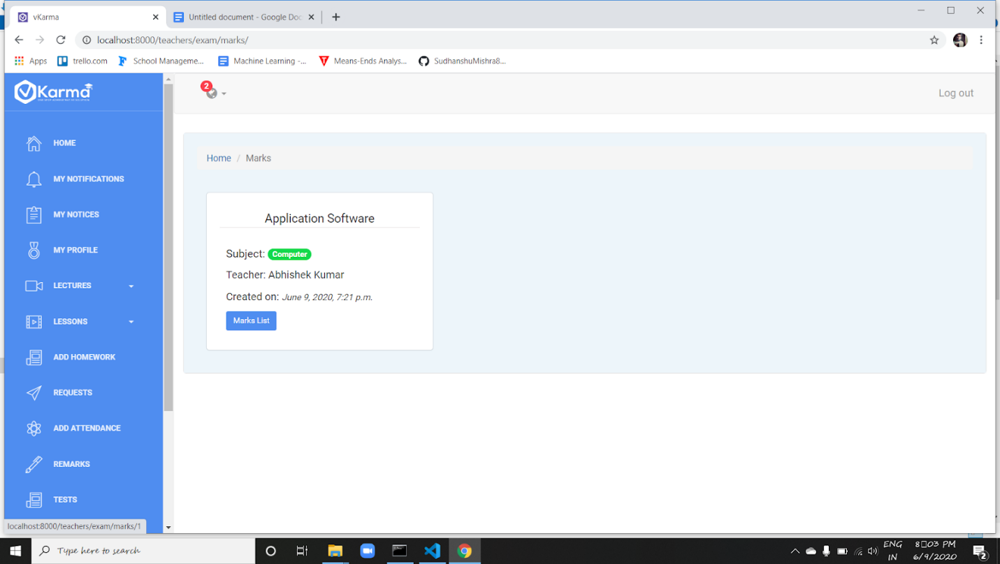 vKarma
Untitled document - Google Doc
localhost:8000/teachers/exam/marks/
Apps
trello.com
School Manageme...
Machine Learning -...
Means-Ends Analys...
SudhanshuMishra8...
VKarma
2
Log out
HOME
MY NOTIFICATIONS
MY NOTICES
MY PROFILE
LECTURES
LESSONS
ADD HOMEWORK
REQUESTS
ADD ATTENDANCE
REMARKS
TESTS
Home / Marks
Application Software
Subject: Computer
Teacher: Abhishek Kumar
Created on: June 9, 2020, 7:21 p.m.
Marks List
localhost:8000/teachers/exam/marks/1
Type here to search
ENG
IN
8□03 PM
6/9/2020
2